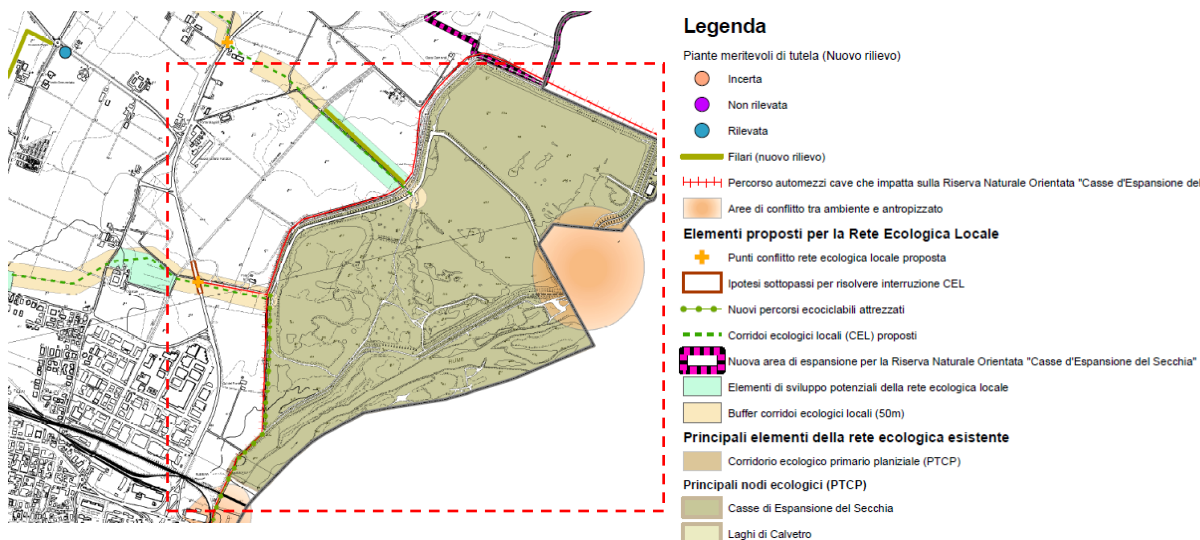 Legenda
Piante meritevoli di tutela (Nuovo rilievo)
Incerta
Non rilevata
Rilevata
Filari (nuovo rilievo)
Percorso automezzi cave che impatta sulla Riserva Naturale Orientata "Casse d'Espansione del
Aree di conflitto tra ambiente e antropizzato
Elementi proposti per la Rete Ecologica Locale
Punti conflitto rete ecologica locale proposta
Ipotesi sottopassi per risolvere interruzione CEL
Nuovi percorsi ecociclabili attrezzati
Corridoi ecologici locali (CEL) proposti
Nuova area di espansione per la Riserva Naturale Orientata "Casse d'Espansione del Secchia"
Elementi di sviluppo potenziali della rete ecologica locale
Buffer corridoi ecologici locali (50m)
Principali elementi della rete ecologica esistente
Corridorio ecologico primario planiziale (PTCP)
Principali nodi ecologici (PTCP)
Casse di Espansione del Secchia
Laghi di Calvetro